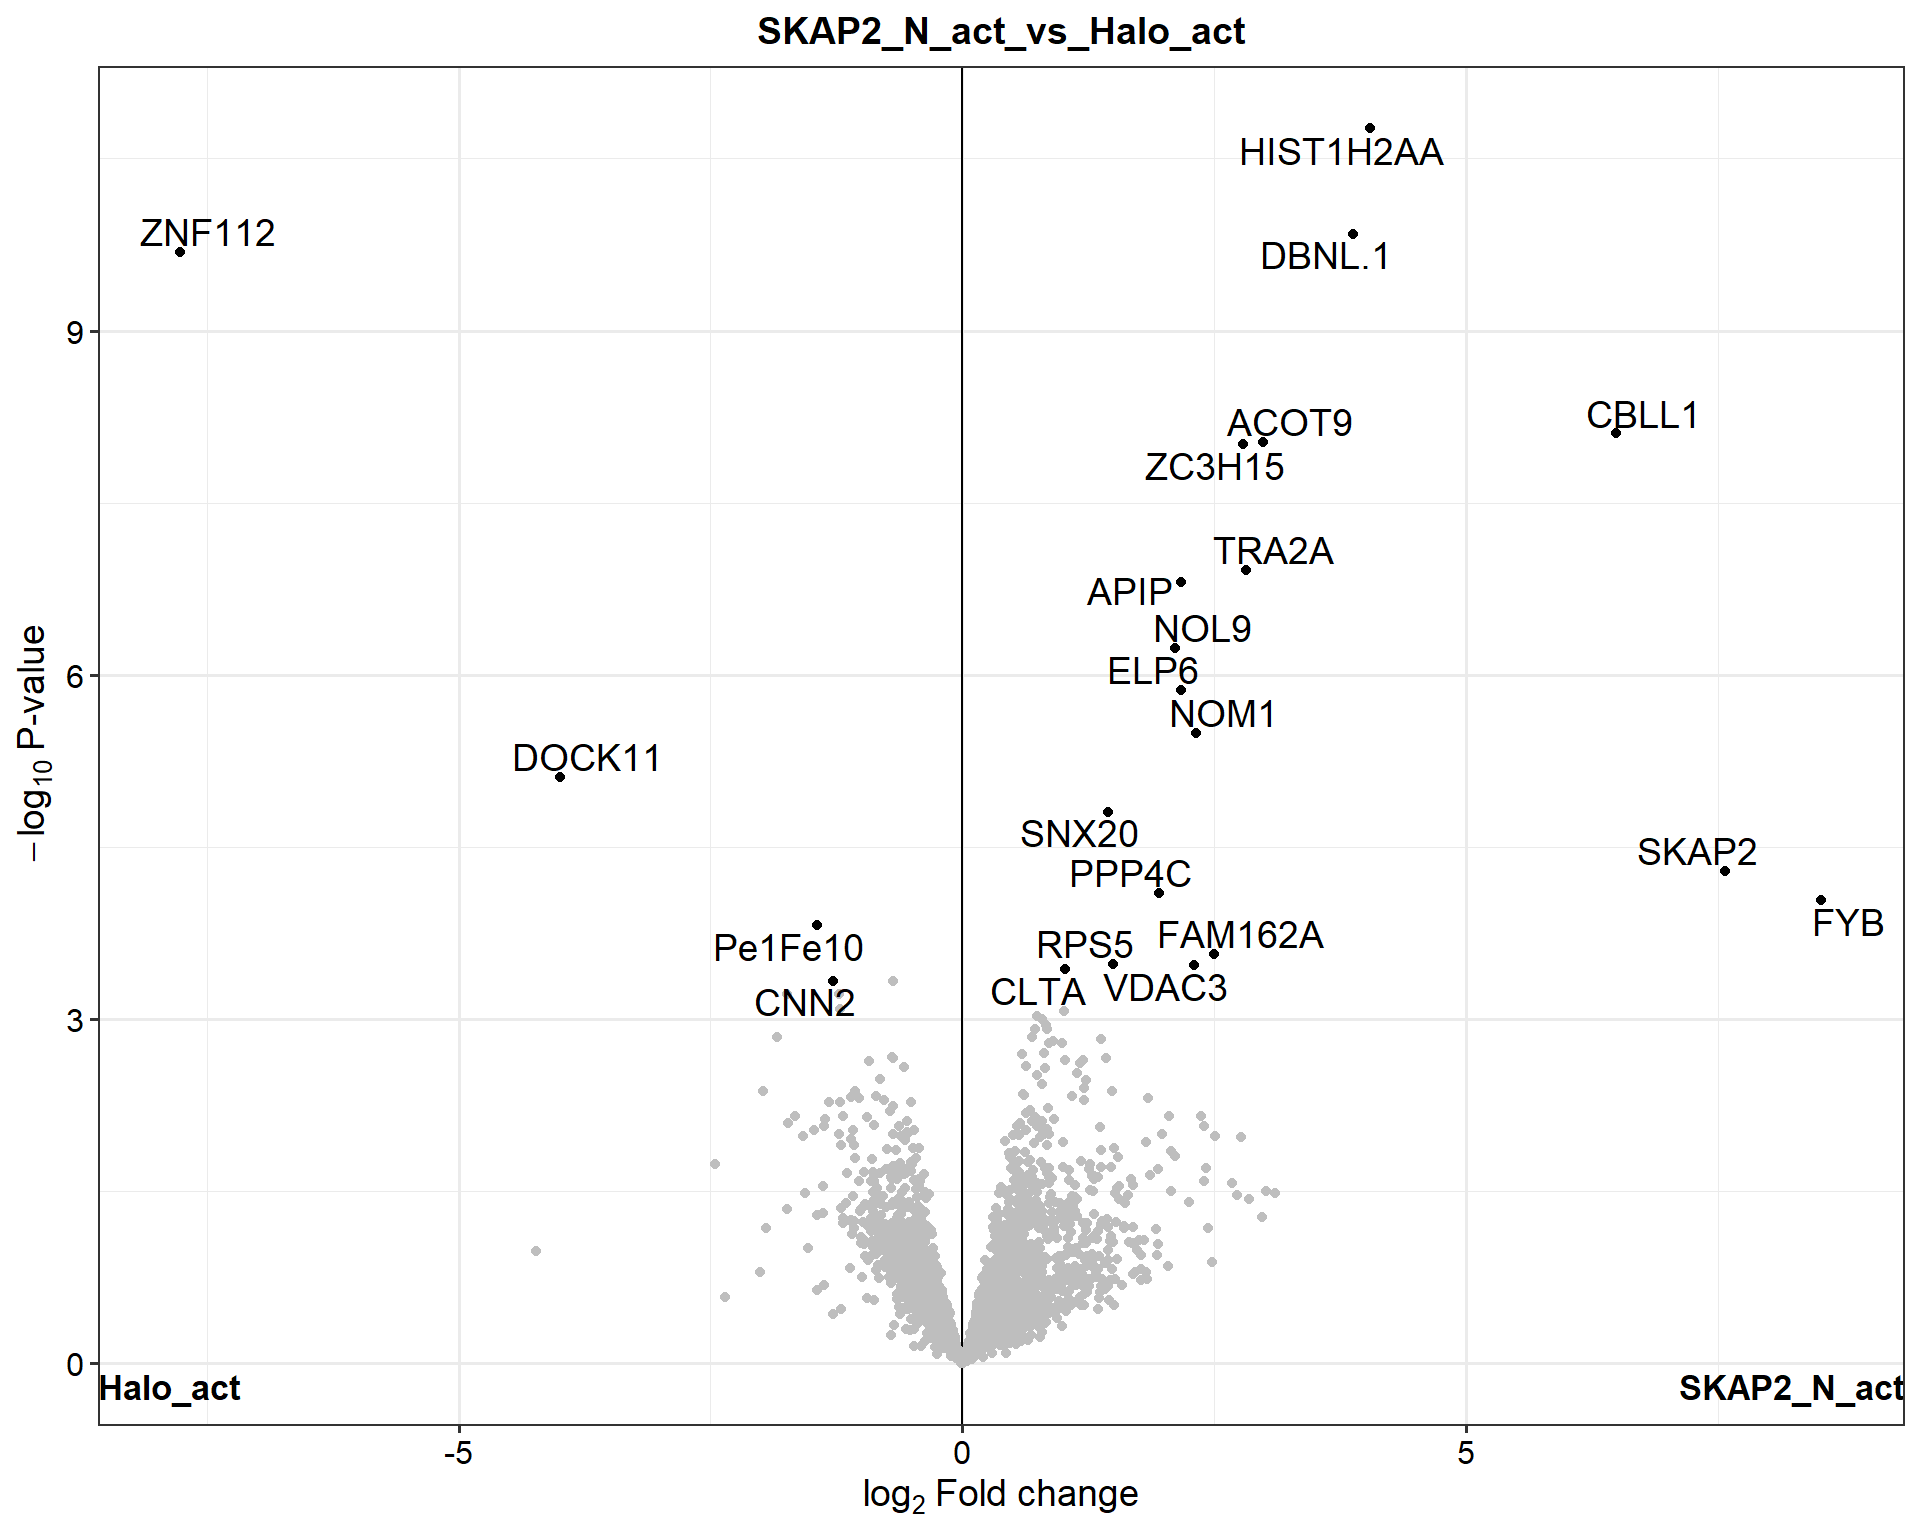 SKAP2_N_act_vs_Halo_act
HIST1H2AA
ZNF112
DBNL.1
9
CBLL1
ACOT9
ZC3H15
TRA2A
APIP
NOL9
ELP6
6
NOM1
DOCK11
SNX20
SKAP2
PPP4C
FYB
FAM162A
RPS5
Pe1Fe10
VDAC3
CLTA
CNN2
3
0
Halo_act
SKAP2_N_act
-5
0
5
log2 Fold change
−log10 P-value